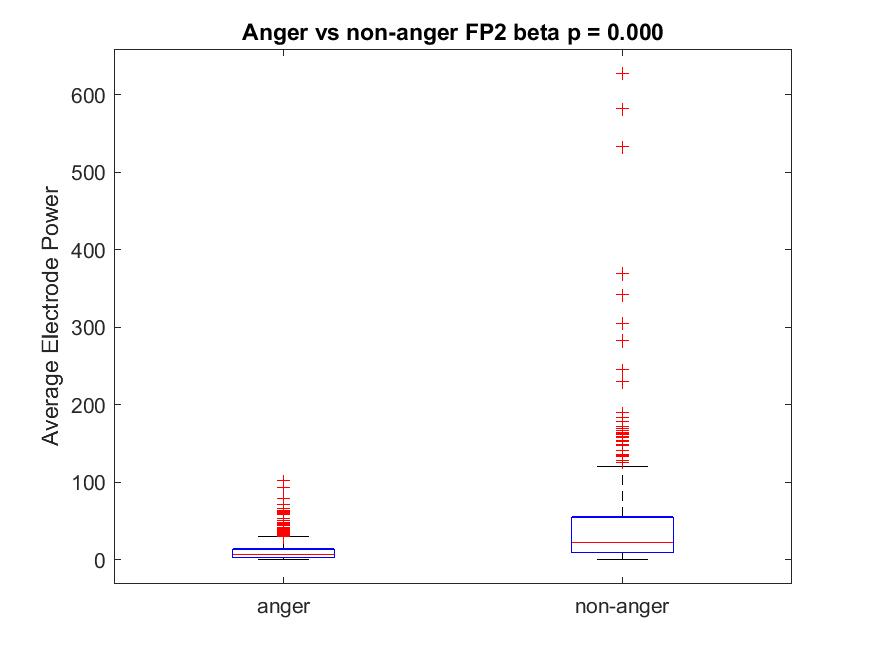 Anger vs non-anger FP2 beta p = 0.000
Average Electrode Power
600
500
400
300
200
100
0
anger
non-anger